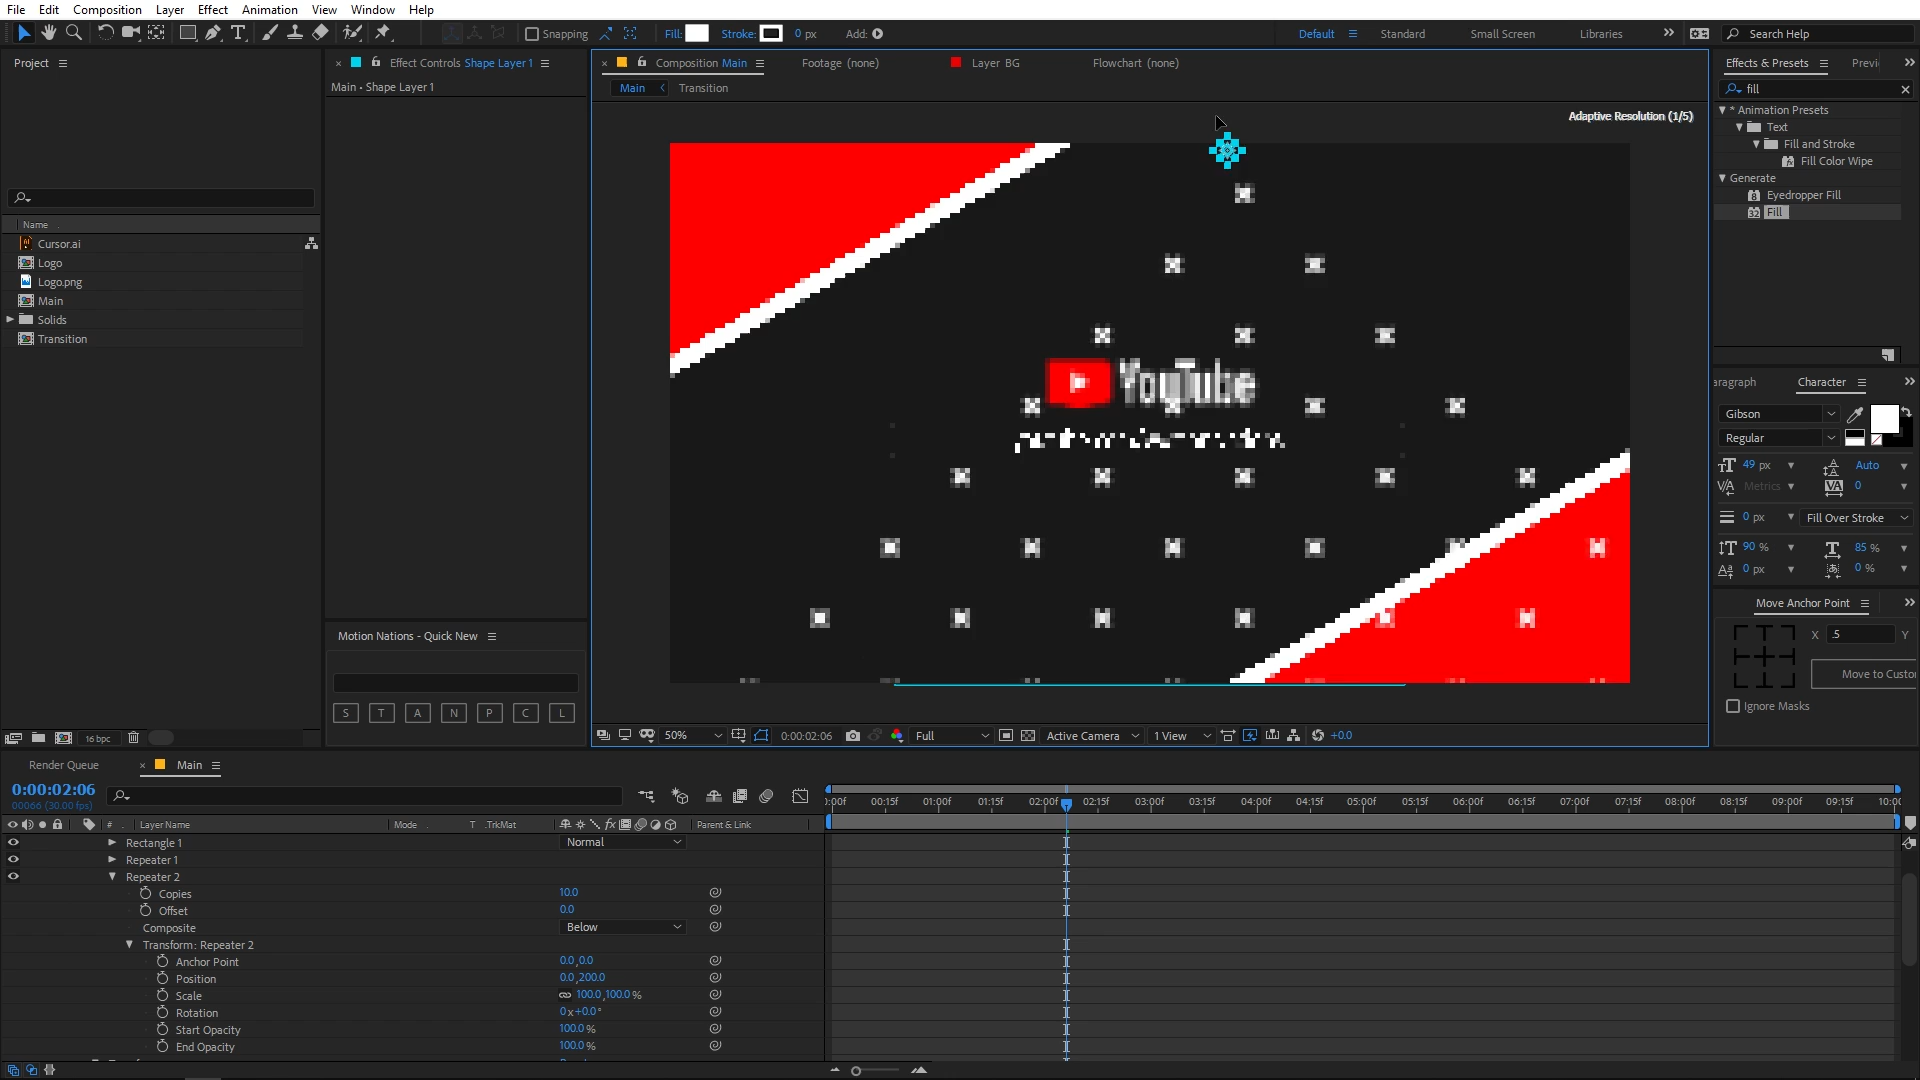 File Edit Composition Layer Effect Animation View Window Help
Snapping Fill: Stroke: 0 px Add: Default Standard Small Screen Libraries Search Help
Project
Name
Cursor.ai
Logo
Logo.png
Main
Solids
Transition
16 bpc
Effect Controls Shape Layer 1
Main • Shape Layer 1
Motion Nations - Quick New
S T A N P C L
Composition Main Footage (none) Layer BG Flowchart (none)
Main Transition
Adaptive Resolution (1/5)
YouTube
50% 0:00:02:06 Full Active Camera 1 View +0.0
Effects & Presets
fill
* Animation Presets
Text
Fill and Stroke
Fill Color Wipe
Generate
Eyedropper Fill
32 Fill
Character
Gibson
Regular
49 px Auto
Metrics 0
0 px Fill Over Stroke
90 % 85 %
0 px 0 %
Move Anchor Point
X .5 Y
Move to Custo
Ignore Masks
Render Queue Main
0:00:02:06
00066 (30.00 fps)
:00f 00:15f 01:00f 01:15f 02:00f 02:15f 03:00f 03:15f 04:00f 04:15f 05:00f 05:15f 06:00f 06:15f 07:00f 07:15f 08:00f 08:15f 09:00f 09:15f 10:00
# Layer Name Mode T .TrkMat Parent & Link
Rectangle 1 Normal
Repeater 1
Repeater 2
Copies 10.0
Offset 0.0
Composite Below
Transform: Repeater 2
Anchor Point 0.0,0.0
Position 0.0,200.0
Scale 100.0,100.0 %
Rotation 0x+0.0°
Start Opacity 100.0 %
End Opacity 100.0 %